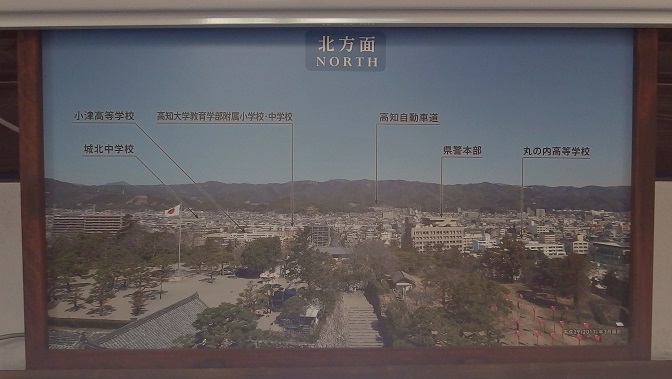 北方面
NORTH
小津高等学校
高知大学教育学部附属小学校・中学校
高知自動車道
城北中学校
県警本部
丸の内高等学校